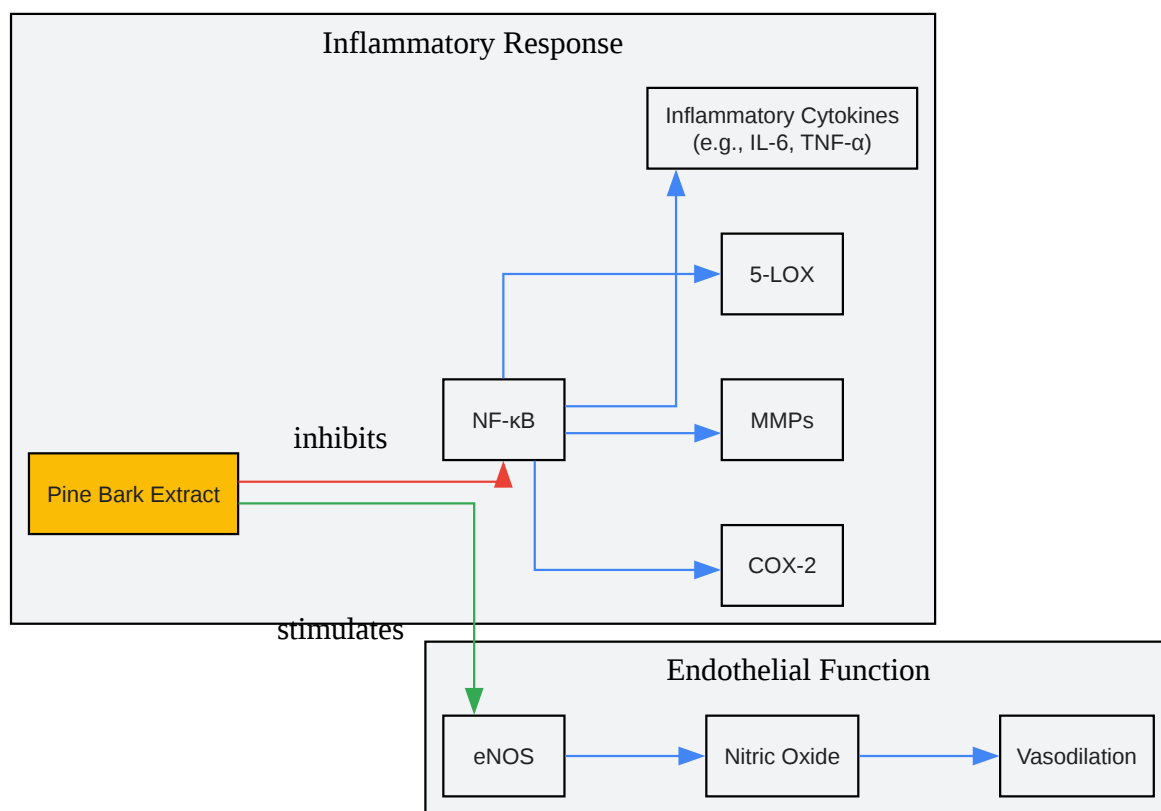 Inflammatory Response
Inflammatory Cytokines
(e.g., IL-6, TNF-α)
5-LOX
NF-κB
MMPs
inhibits
Pine Bark Extract
COX-2
stimulates
Endothelial Function
eNOS
Nitric Oxide
Vasodilation